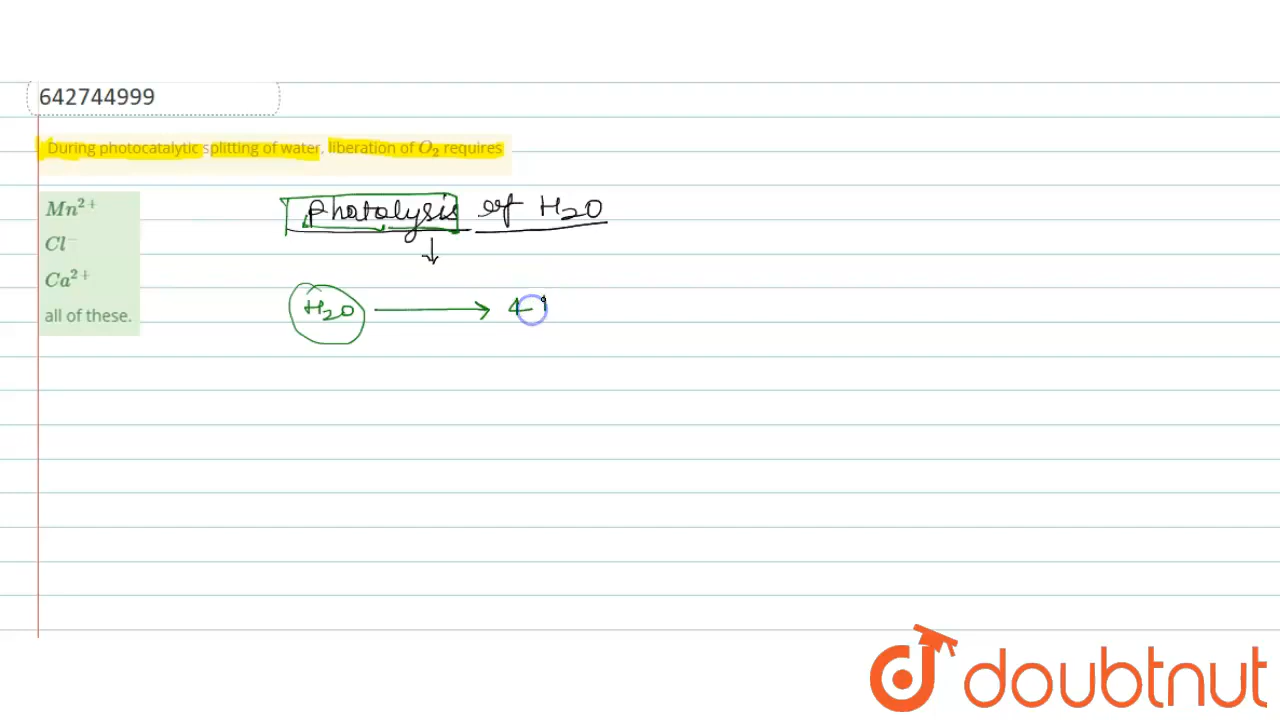 642744999
During photocatalytic splitting of water, liberation of O₂ requires
Mn²⁺
Cl⁻
Ca²⁺
all of these.
Photolysis of H₂O
↓
H₂O → 4
doubtnut